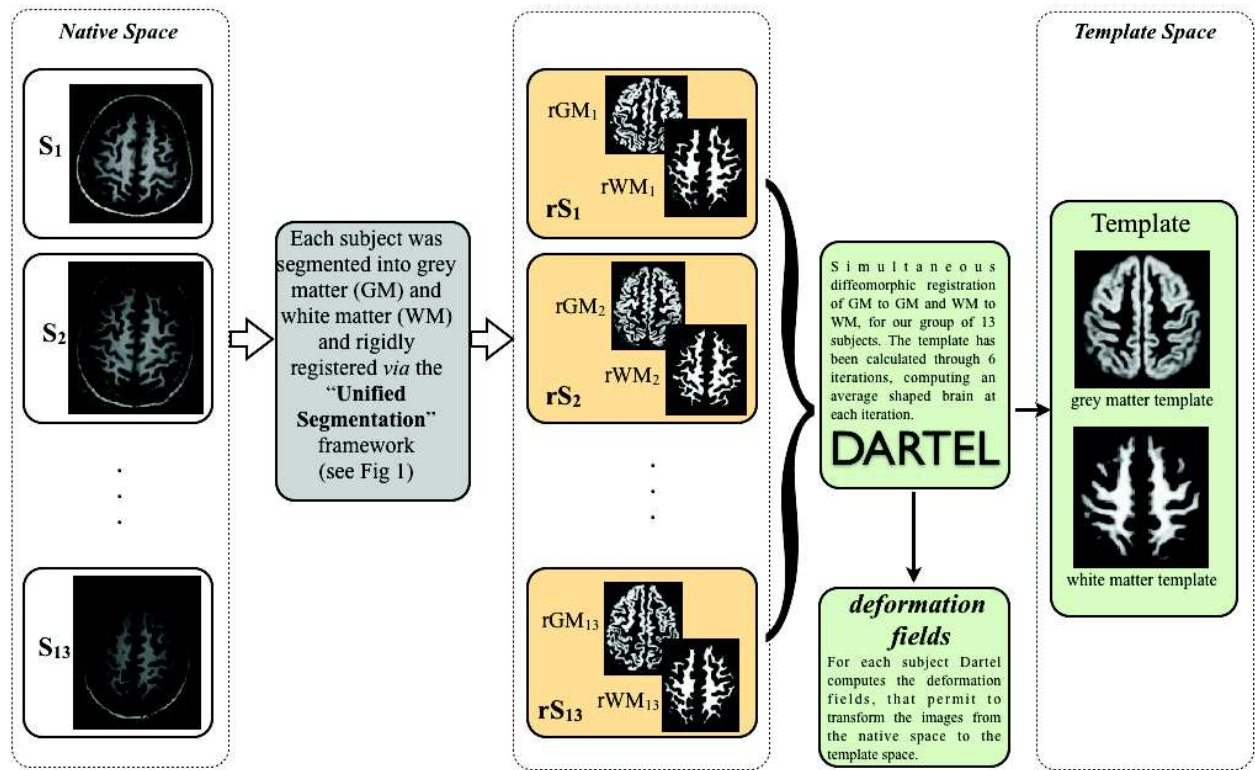 Native Space
S1
S2
.
.
.
S13
Each subject was
segmented into grey
matter (GM) and
white matter (WM)
and rigidly
registered via the
“Unified
Segmentation”
framework
(see Fig 1)
rGM1
rWM1
rS1
rGM2
rWM2
rS2
.
.
.
rGM13
rWM13
rS13
Simultaneous
diffeomorphic registration
of GM to GM and WM to
WM, for our group of 13
subjects. The template has
been calculated through 6
iterations, computing an
average shaped brain at
each iteration.
DARTEL
deformation
fields
For each subject Dartel
computes the deformation
fields, that permit to
transform the images from
the native space to the
template space.
Template Space
Template
grey matter template
white matter template